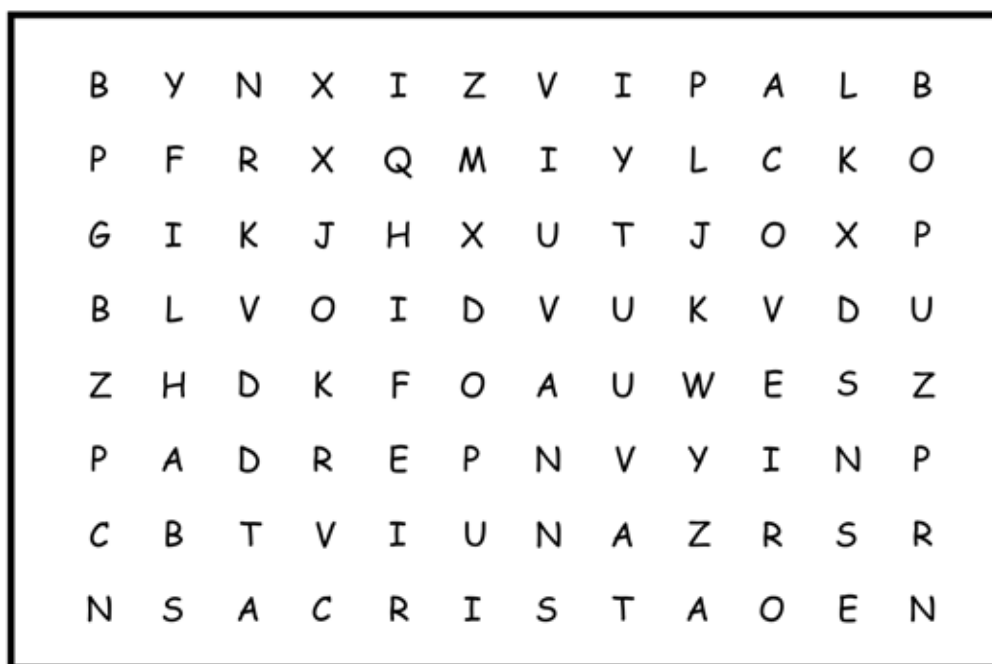 B Y N X I Z V I P A L B
P F R X Q M I Y L C K O
G I K J H X U T J O X P
B L V O I D V U K V D U
Z H D K F O A U W E S Z
P A D R E P N V Y I N P
C B T V I U N A Z R S R
N S A C R I S T A O E N